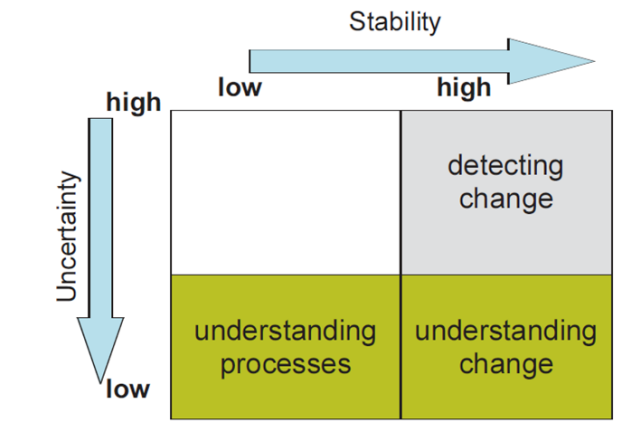 Stability
low
high
high
Uncertainty
low
detecting
change
understanding
processes
understanding
change